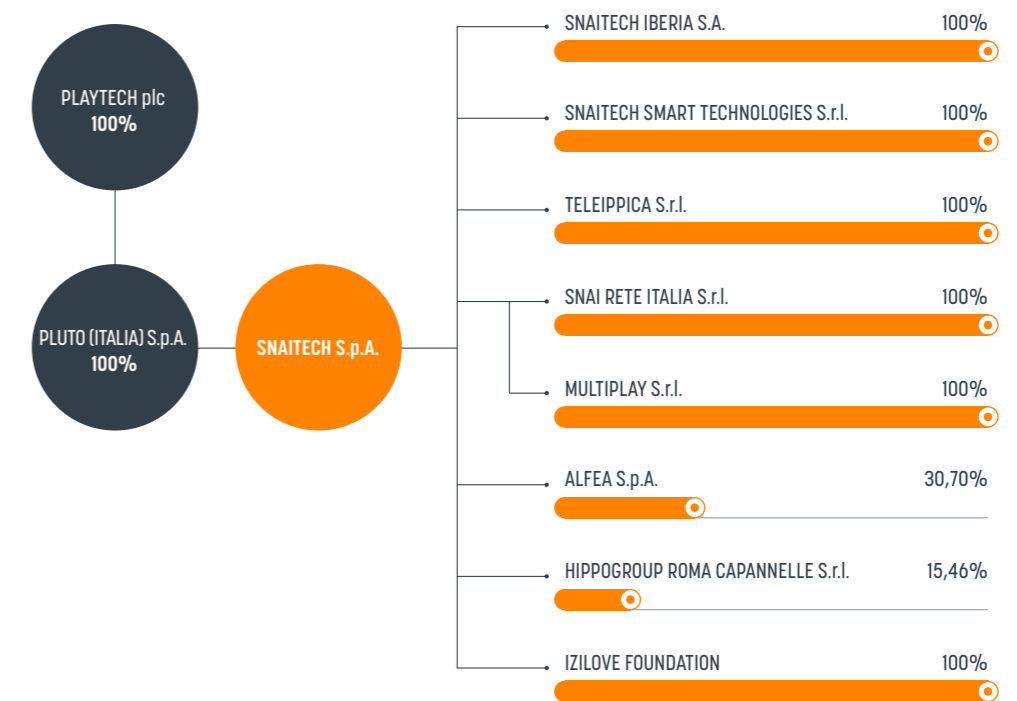 PLAYTECH plc
100%
PLUTO (ITALIA) S.p.A.
100%
SNAITECH S.p.A.
SNAITECH IBERIA S.A. 100%
SNAITECH SMART TECHNOLOGIES S.r.l. 100%
TELEIPPICA S.r.l. 100%
SNAI RETE ITALIA S.r.l. 100%
MULTIPLAY S.r.l. 100%
ALFEA S.p.A. 30,70%
HIPPOGROUP ROMA CAPANNELLE S.r.l. 15,46%
IZILOVE FOUNDATION 100%